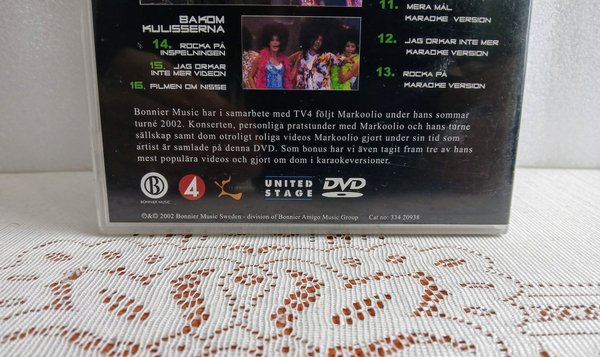 BAKOM
KULISSERNA
14. ROCKA PÅ
INSPELNINGEN
15. JAG ORKAR
INTE MER VIDEON
16. FILMEN OM NISSE
11. MERA MÅL
KARAOKE VERSION
12. JAG ORKAR INTE MER
KARAOKE VERSION
13. ROCKA PÅ
KARAOKE VERSION
Bonnier Music har i samarbete med TV4 följt Markoolio under hans sommar
turné 2002. Konserten, personliga pratstunder med Markoolio och hans turne
sällskap samt dom otroligt roliga videos Markoolio gjort under sin tid som
artist är samlade på denna DVD. Som bonus har vi även tagit fram tre av hans
mest populära videos och gjort om dom i karaokeversioner.
B
BONNIER MUSIC
4
UNITED
STAGE
DVD
℗&© 2002 Bonnier Music Sweden - division of Bonnier Amigo Music Group
Cat no: 334 20938